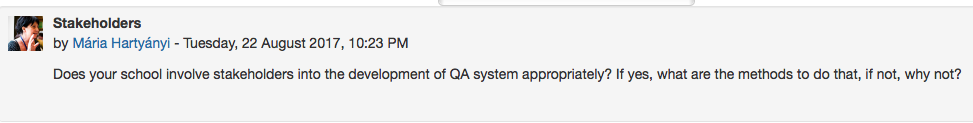 Stakeholders
by Mária Hartyányi - Tuesday, 22 August 2017, 10:23 PM
Does your school involve stakeholders into the development of QA system appropriately? If yes, what are the methods to do that, if not, why not?